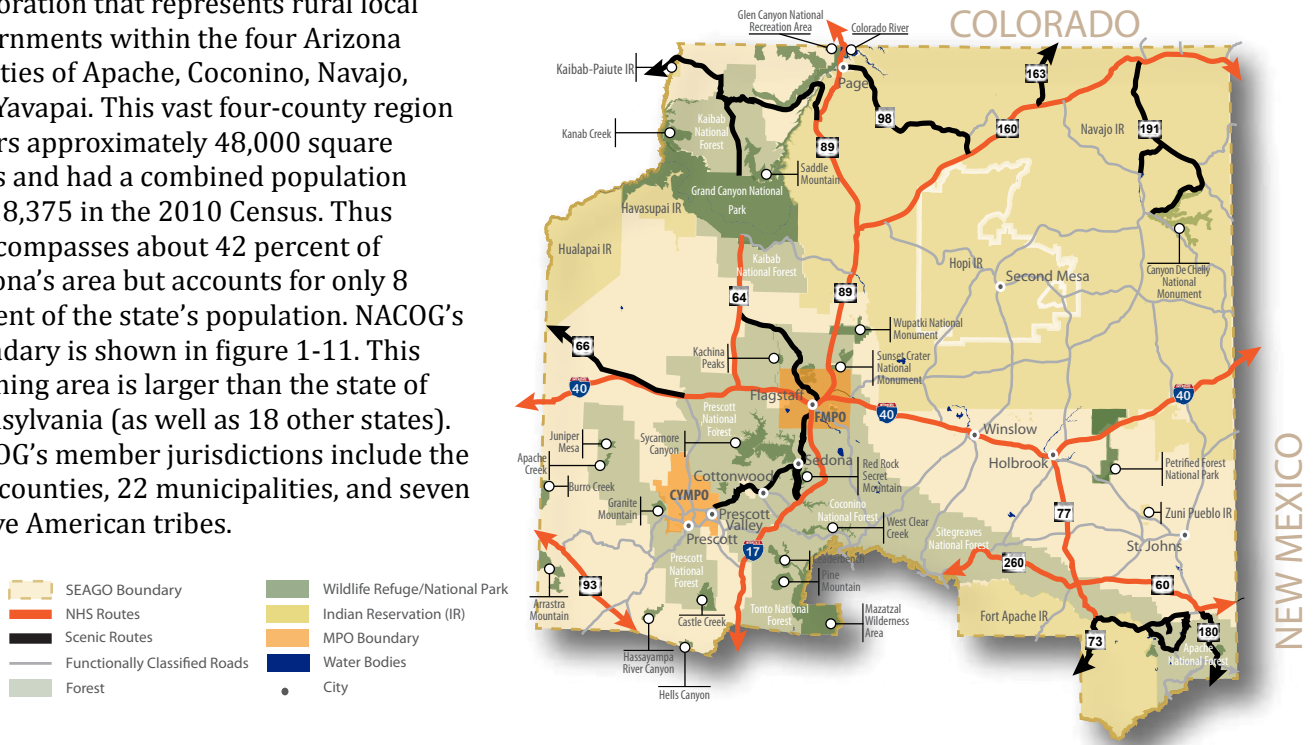 oration that represents rural local
ernments within the four Arizona
ties of Apache, Coconino, Navajo,
Yavapai. This vast four-county region
rs approximately 48,000 square
s and had a combined population
8,375 in the 2010 Census. Thus
compasses about 42 percent of
ona's area but accounts for only 8
ent of the state's population. NACOG's
ndary is shown in figure 1-11. This
ning area is larger than the state of
nsylvania (as well as 18 other states).
OG's member jurisdictions include the
counties, 22 municipalities, and seven
ve American tribes.
SEAGO Boundary
NHS Routes
Scenic Routes
Functionally Classified Roads
Forest
Wildlife Refuge/National Park
Indian Reservation (IR)
MPO Boundary
Water Bodies
City
COLORADO
NEW MEXICO
Glen Canyon National
Recreation Area
Colorado River
Kaibab-Paiute IR
Page
163
98
160
Navajo IR
191
Kaibab
National
Forest
Kanab Creek
89
Saddle
Mountain
Grand Canyon National
Park
Havasupai IR
Hualapai IR
Kaibab
National Forest
Hopi IR
Second Mesa
Canyon De Chelly
National
Monument
64
89
Wupatki National
Monument
66
Kachina
Peaks
Sunset Crater
National
Monument
40
Flagstaff
FMPO
40
40
Prescott
National
Forest
Winslow
Juniper
Mesa
Sycamore
Canyon
Holbrook
Apache
Creek
Sedona
Red Rock
Secret
Mountain
Petrified Forest
National Park
Burro Creek
Cottonwood
CYMPO
Granite
Mountain
Prescott
Valley
Prescott
Coconino
National Forest
West Clear
Creek
77
Zuni Pueblo IR
Sitegreaves
National Forest
St. Johns
17
Prescott
National
Forest
260
93
Pine
Mountain
60
Arrastra
Mountain
Castle Creek
Tonto National
Forest
Mazatzal
Wilderness
Area
Fort Apache IR
73
180
Apache
National Forest
Hassayampa
River Canyon
Hells Canyon